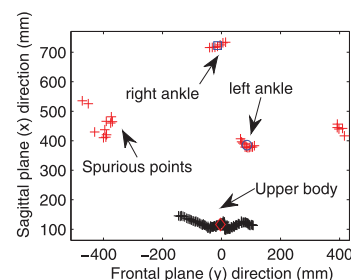 Sagittal plane (x) direction (mm)
700
600
500
400
300
200
100
right ankle
left ankle
Spurious points
Upper body
−400 −200 0 200 400
Frontal plane (y) direction (mm)